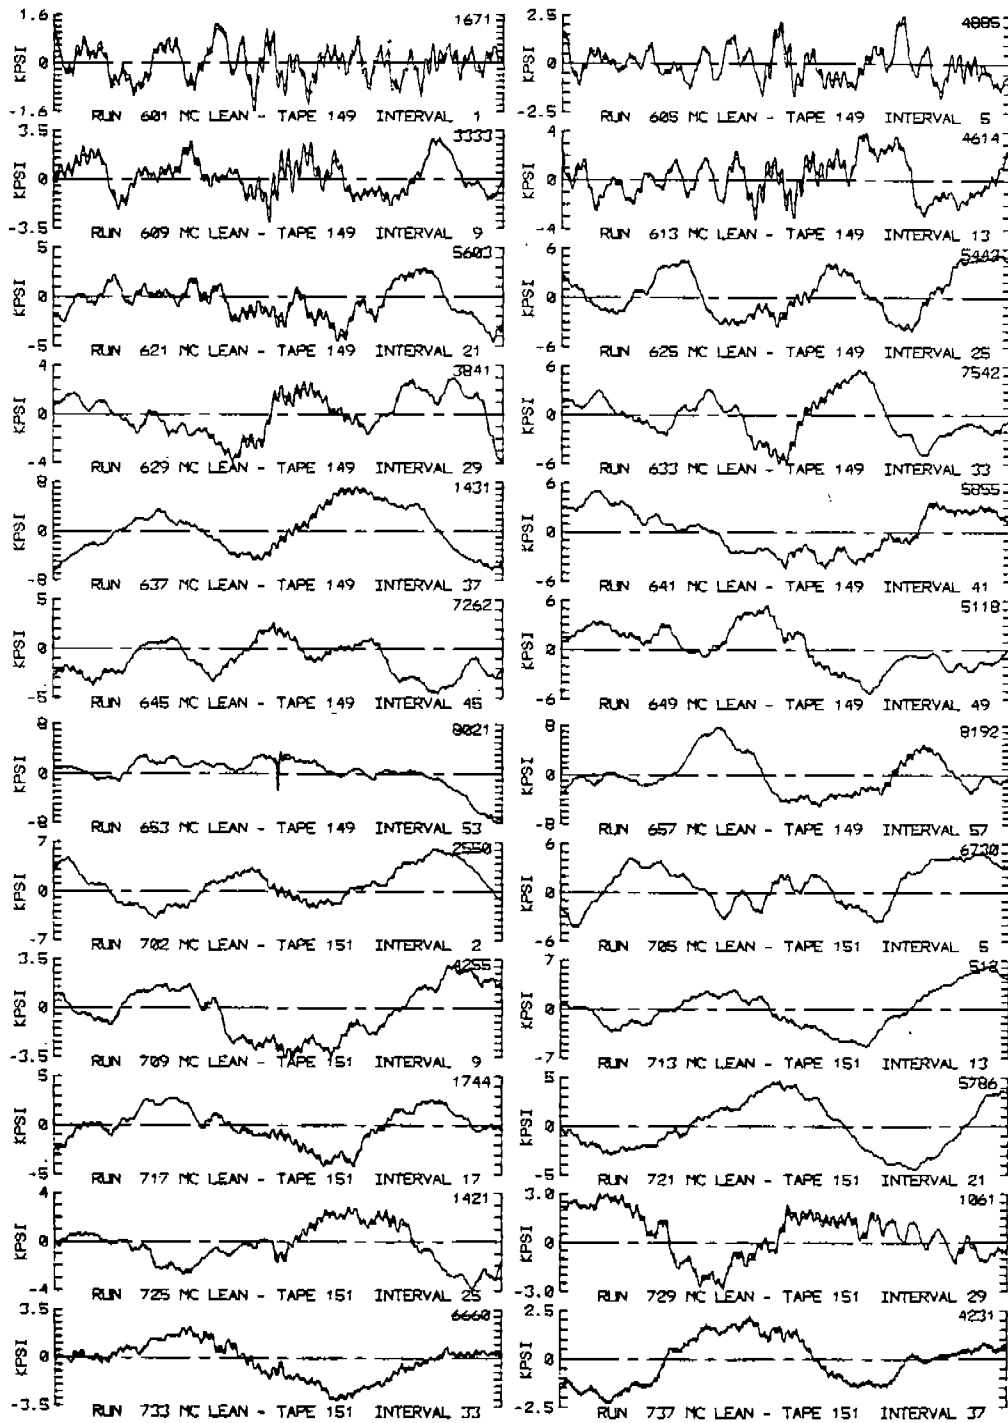 1.6 1671 2.5 4885
KPSI 0 KPSI 0
-1.6 RUN 601 MC LEAN - TAPE 149 INTERVAL 1 -2.5 RUN 605 MC LEAN - TAPE 149 INTERVAL 5
3.5 3333 4 4614
KPSI 0 KPSI 0
-3.5 RUN 609 MC LEAN - TAPE 149 INTERVAL 9 -4 RUN 613 MC LEAN - TAPE 149 INTERVAL 13
5 5603 6 5443
KPSI 0 KPSI 0
-5 RUN 621 MC LEAN - TAPE 149 INTERVAL 21 -6 RUN 625 MC LEAN - TAPE 149 INTERVAL 25
4 3841 6 7542
KPSI 0 KPSI 0
-4 RUN 629 MC LEAN - TAPE 149 INTERVAL 29 -6 RUN 633 MC LEAN - TAPE 149 INTERVAL 33
8 1431 6 5855
KPSI 0 KPSI 0
-8 RUN 637 MC LEAN - TAPE 149 INTERVAL 37 -6 RUN 641 MC LEAN - TAPE 149 INTERVAL 41
5 7262 6 5118
KPSI 0 KPSI 0
-5 RUN 645 MC LEAN - TAPE 149 INTERVAL 45 -6 RUN 649 MC LEAN - TAPE 149 INTERVAL 49
8 8021 8 8192
KPSI 0 KPSI 0
-8 RUN 653 MC LEAN - TAPE 149 INTERVAL 53 -8 RUN 657 MC LEAN - TAPE 149 INTERVAL 57
7 2550 6 6730
KPSI 0 KPSI 0
-7 RUN 702 MC LEAN - TAPE 151 INTERVAL 2 -6 RUN 705 MC LEAN - TAPE 151 INTERVAL 5
3.5 4255 7
KPSI 0 KPSI 0
-3.5 RUN 709 MC LEAN - TAPE 151 INTERVAL 9 -7 RUN 713 MC LEAN - TAPE 151 INTERVAL 13
5 1744 5 5786
KPSI 0 KPSI 0
-5 RUN 717 MC LEAN - TAPE 151 INTERVAL 17 -5 RUN 721 MC LEAN - TAPE 151 INTERVAL 21
4 1421 3.0 1061
KPSI 0 KPSI 0
-4 RUN 725 MC LEAN - TAPE 151 INTERVAL 25 -3.0 RUN 729 MC LEAN - TAPE 151 INTERVAL 29
3.5 6660 2.5 4231
KPSI 0 KPSI 0
-3.5 RUN 733 MC LEAN - TAPE 151 INTERVAL 33 -2.5 RUN 737 MC LEAN - TAPE 151 INTERVAL 37